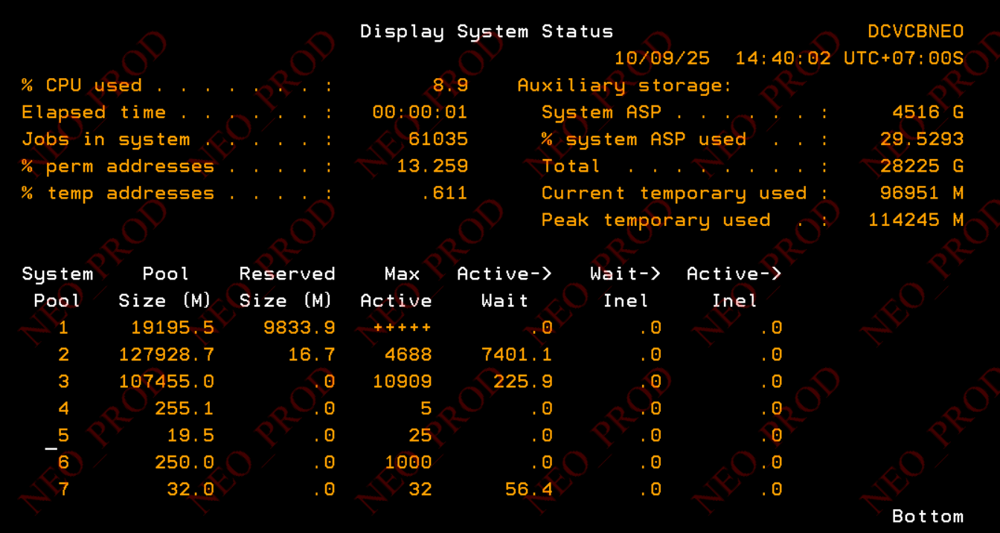 Display System Status DCVCBNEO
10/09/25 14:40:02 UTC+07:00S
% CPU used . . . . . . . : 8.9 Auxiliary storage:
Elapsed time . . . . . . : 00:00:01 System ASP . . . . . . : 4516 G
Jobs in system . . . . . : 61035 % system ASP used . . : 29.5293
% perm addresses . . . . : 13.259 Total . . . . . . . . : 28225 G
% temp addresses . . . . : .611 Current temporary used : 96951 M
Peak temporary used . : 114245 M
System Pool Reserved Max Active-> Wait-> Active->
Pool Size (M) Size (M) Active Wait Inel Inel
1 19195.5 9833.9 +++++ .0 .0 .0
2 127928.7 16.7 4688 7401.1 .0 .0
3 107455.0 .0 10909 225.9 .0 .0
4 255.1 .0 5 .0 .0 .0
_5 19.5 .0 25 .0 .0 .0
6 250.0 .0 1000 .0 .0 .0
7 32.0 .0 32 56.4 .0 .0
Bottom
NEO_PROD